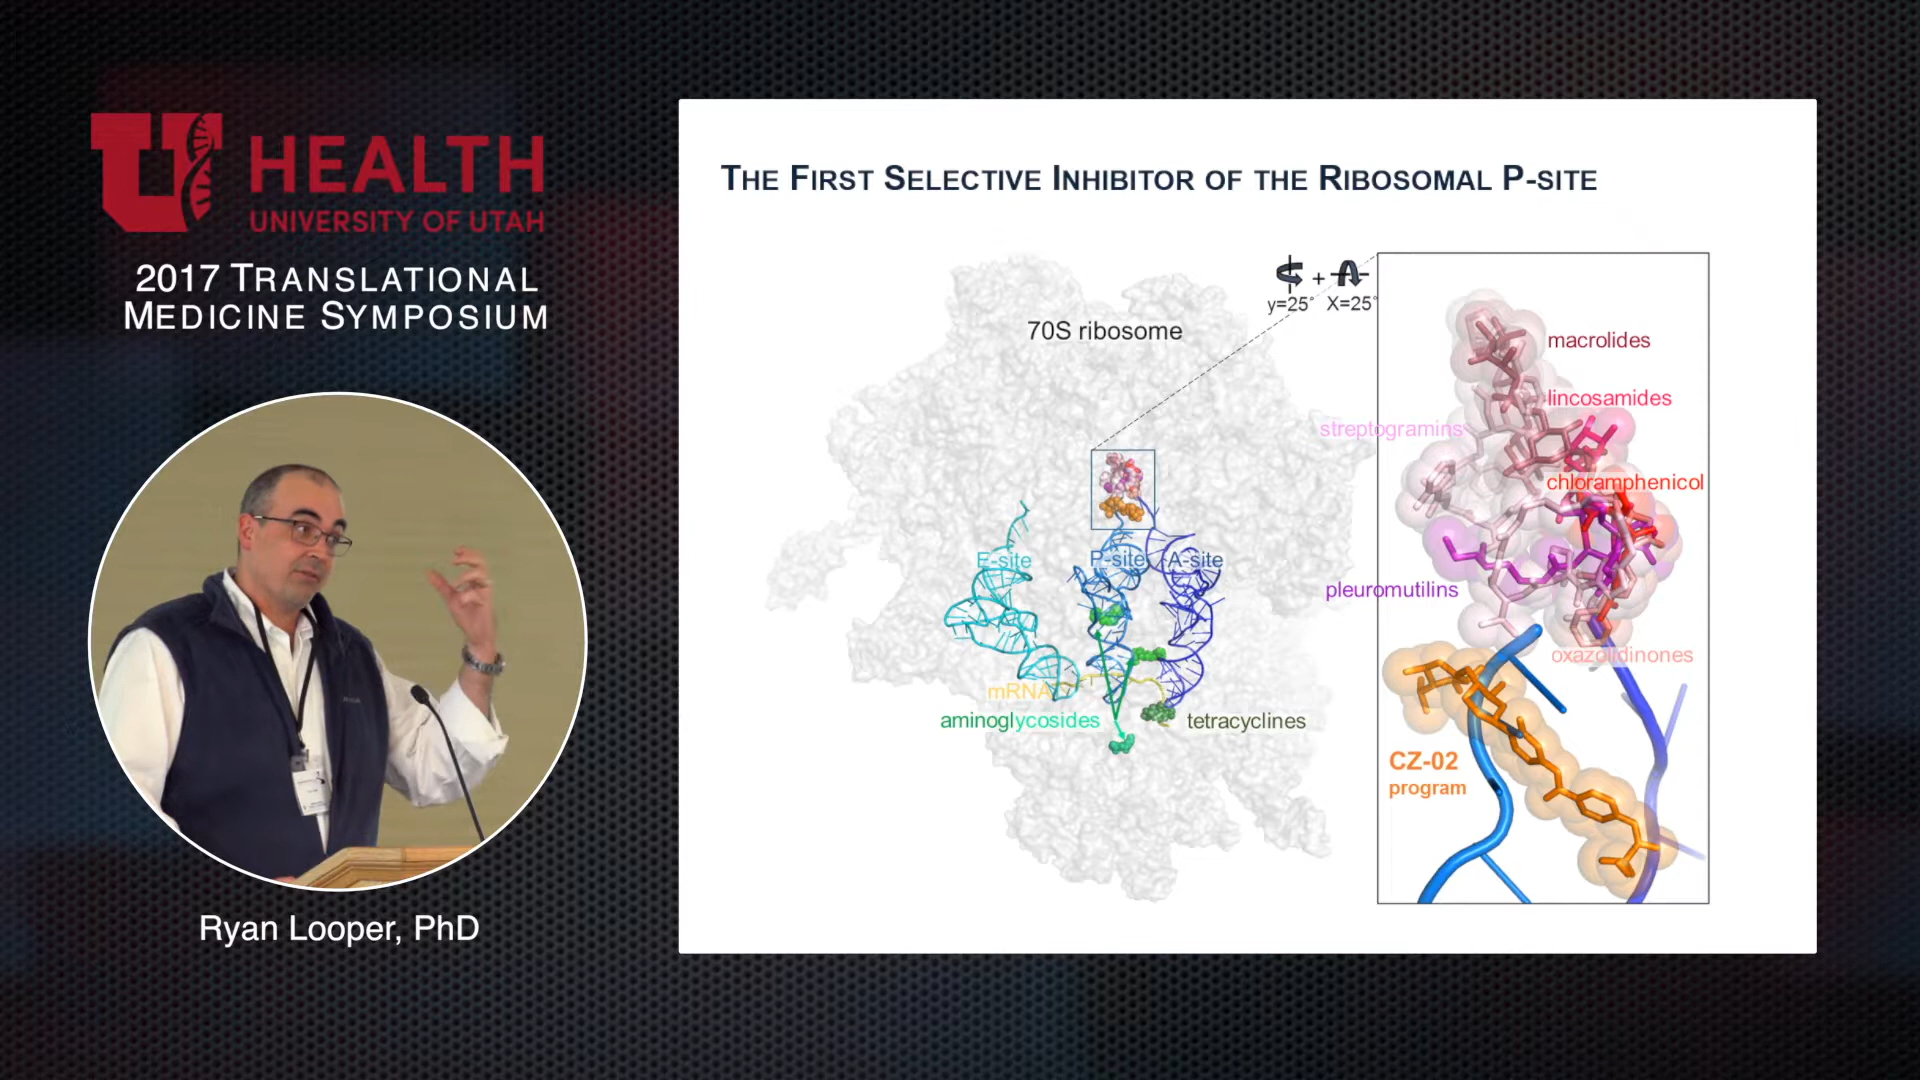 HEALTH
UNIVERSITY OF UTAH
2017 TRANSLATIONAL
MEDICINE SYMPOSIUM
Ryan Looper, PhD
THE FIRST SELECTIVE INHIBITOR OF THE RIBOSOMAL P-SITE
70S ribosome
+
y=25° X=25°
macrolides
lincosamides
streptogramins
chloramphenicol
pleuromutilins
oxazolidinones
CZ-02
program
E-site
P-site
A-site
mRNA
aminoglycosides
tetracyclines